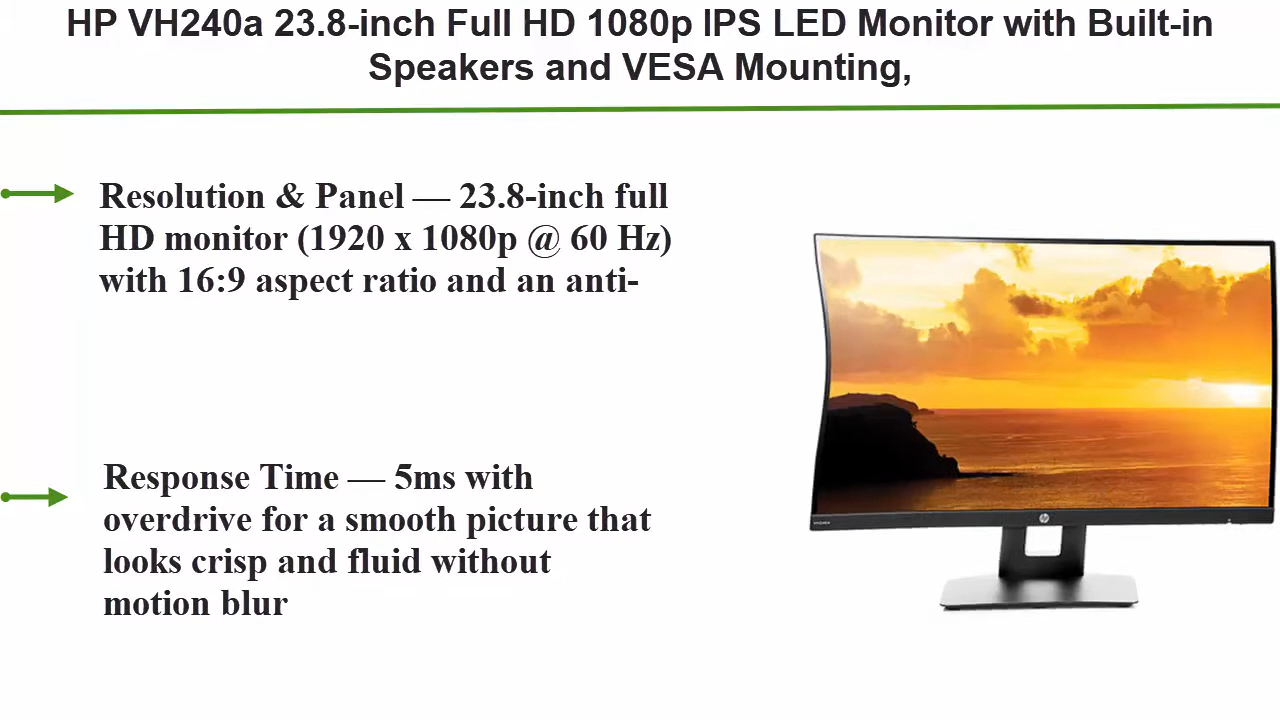 HP VH240a 23.8-inch Full HD 1080p IPS LED Monitor with Built-in
Speakers and VESA Mounting,
Resolution & Panel — 23.8-inch full
HD monitor (1920 x 1080p @ 60 Hz)
with 16:9 aspect ratio and an anti-
Response Time — 5ms with
overdrive for a smooth picture that
looks crisp and fluid without
motion blur
hp